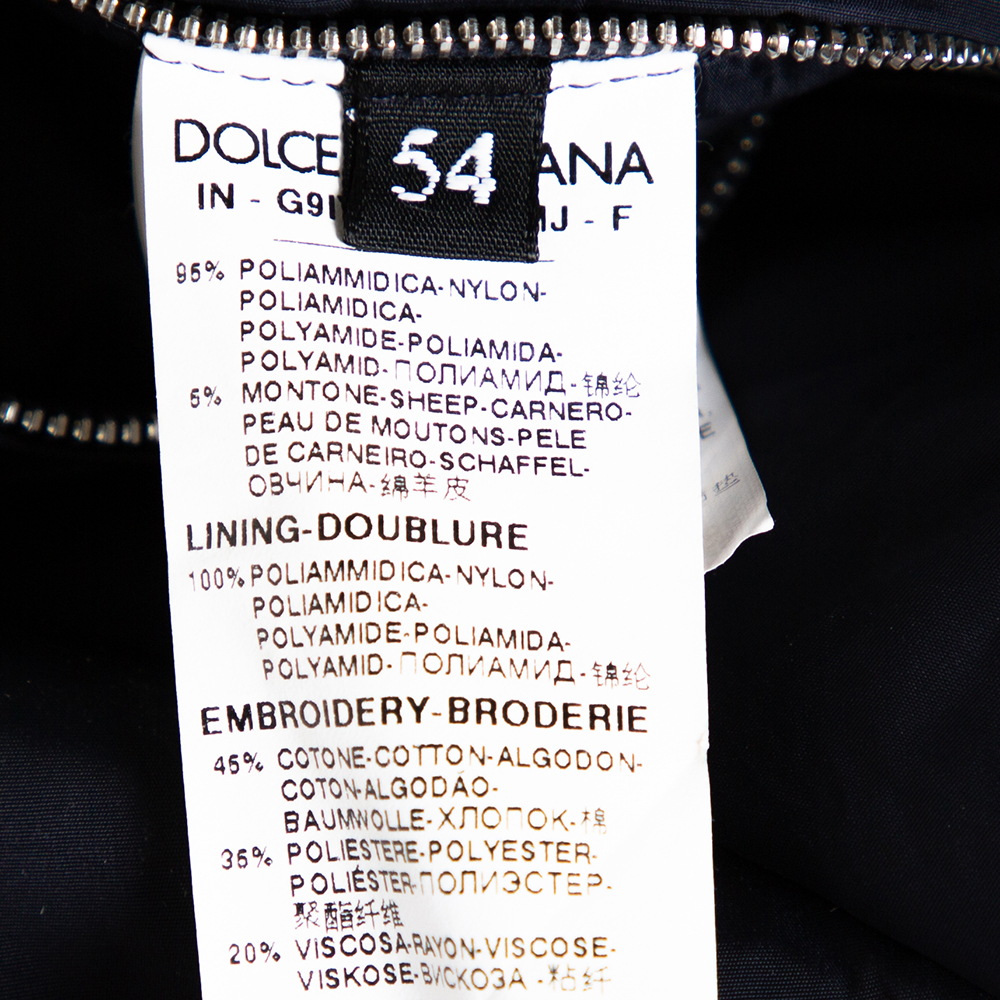 DOLCE ANA
54
IN - G9 MJ - F
95% POLIAMMIDICA-NYLON-
POLIAMIDICA-
POLYAMIDE-POLIAMIDA-
POLYAMID-ПОЛИАМИД-锦纶
5% MONTONE-SHEEP-CARNERO-
PEAU DE MOUTONS-PELE
DE CARNEIRO-SCHAFFEL-
ОВЧИНА-绵羊皮
LINING-DOUBLURE
100% POLIAMMIDICA-NYLON-
POLIAMIDICA-
POLYAMIDE-POLIAMIDA-
POLYAMID-ПОЛИАМИД-锦纶
EMBROIDERY-BRODERIE
45% COTONE-COTTON-ALGODON-
COTON-ALGODÃO-
BAUMWOLLE-ХЛОПОК-棉
35% POLIESTERE-POLYESTER-
POLIÉSTER-ПОЛИЭСТЕР-
聚酯纤维
20% VISCOSA-RAYON-VISCOSE-
VISKOSE-ВИСКОЗА -粘纤